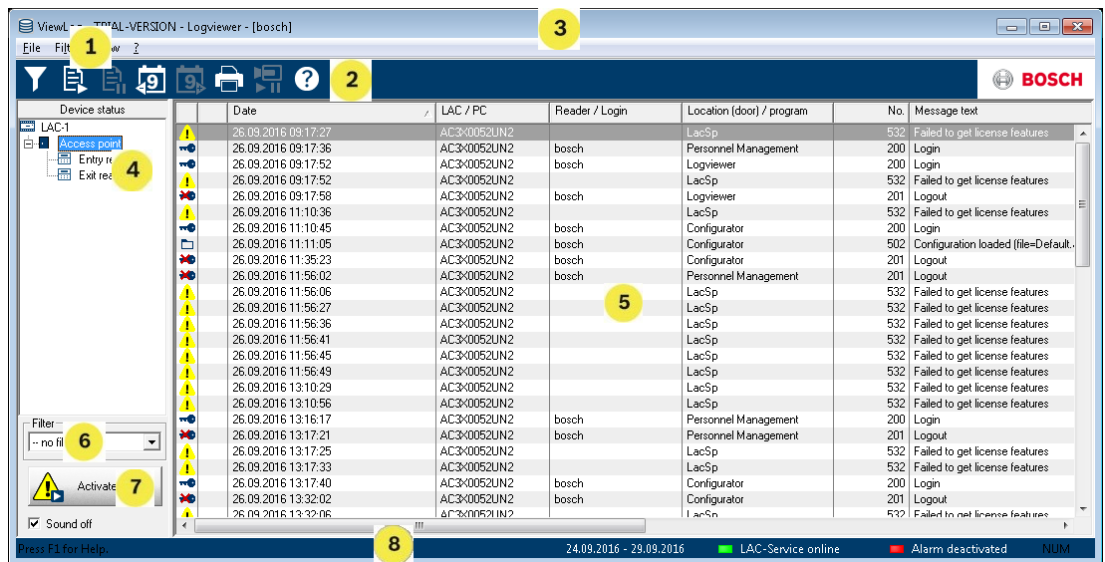 ViewLog - TRIAL-VERSION - Logviewer - [bosch]
3
File
1
?
2
BOSCH
Device status
LAC-1
Access point
Entry
Exit
4
Date LAC / PC Reader / Login Location (door) / program No. Message text
26.09.2016 09:17:27 AC3X0052UN2 LacSp 532 Failed to get license features
26.09.2016 09:17:36 AC3X0052UN2 bosch Personnel Management 200 Login
26.09.2016 09:17:52 AC3X0052UN2 bosch Logviewer 200 Login
26.09.2016 09:17:52 AC3X0052UN2 LacSp 532 Failed to get license features
26.09.2016 09:17:58 AC3X0052UN2 bosch Logviewer 201 Logout
26.09.2016 11:10:36 AC3X0052UN2 LacSp 532 Failed to get license features
26.09.2016 11:10:45 AC3X0052UN2 bosch Configurator 200 Login
26.09.2016 11:11:05 AC3X0052UN2 bosch Configurator 502 Configuration loaded (file=Default.
26.09.2016 11:35:23 AC3X0052UN2 bosch Configurator 201 Logout
26.09.2016 11:56:02 AC3X0052UN2 bosch Personnel Management 201 Logout
26.09.2016 11:56:06 AC3X0052UN2 LacSp 532 Failed to get license features
26.09.2016 11:56:27 AC3X0052UN2 LacSp 532 Failed to get license features
26.09.2016 11:56:36 AC3X0052UN2 LacSp 532 Failed to get license features
26.09.2016 11:56:41 AC3X0052UN2 LacSp 532 Failed to get license features
26.09.2016 11:56:45 AC3X0052UN2 LacSp 532 Failed to get license features
26.09.2016 11:56:49 AC3X0052UN2 LacSp 532 Failed to get license features
26.09.2016 13:10:29 AC3X0052UN2 LacSp 532 Failed to get license features
26.09.2016 13:10:56 AC3X0052UN2 LacSp 532 Failed to get license features
26.09.2016 13:16:17 AC3X0052UN2 bosch Personnel Management 200 Login
26.09.2016 13:17:21 AC3X0052UN2 bosch Personnel Management 201 Logout
26.09.2016 13:17:25 AC3X0052UN2 LacSp 532 Failed to get license features
26.09.2016 13:17:33 AC3X0052UN2 LacSp 532 Failed to get license features
26.09.2016 13:17:40 AC3X0052UN2 bosch Configurator 200 Login
26.09.2016 13:32:02 AC3X0052UN2 bosch Configurator 201 Logout
26.09.2016 13:32:06 AC3X0052UN2 LacSp 532 Failed to get license features
5
Filter
-- no
6
Activate
7
Sound off
8
Press F1 for Help. 24.09.2016 - 29.09.2016 LAC-Service online Alarm deactivated NUM